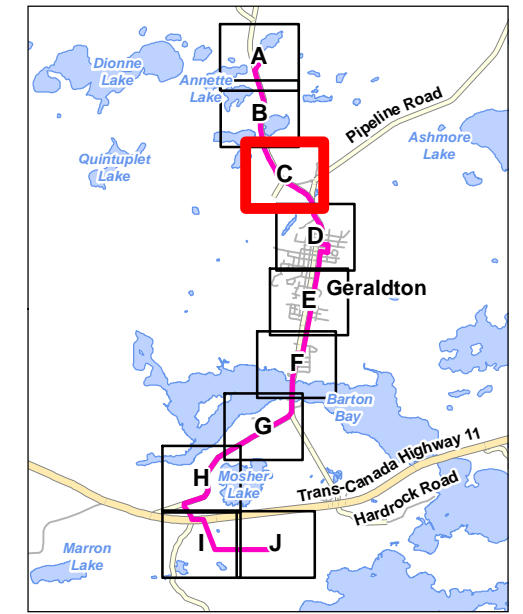 A
Dionne
Lake
Annette
Lake
B
Pipeline Road
Ashmore
Lake
Quintuplet
Lake
C
D
E
Geraldton
F
Barton
Bay
G
Trans-Canada Highway 11
H
Mosher
Lake
Hardrock Road
I
J
Marron
Lake